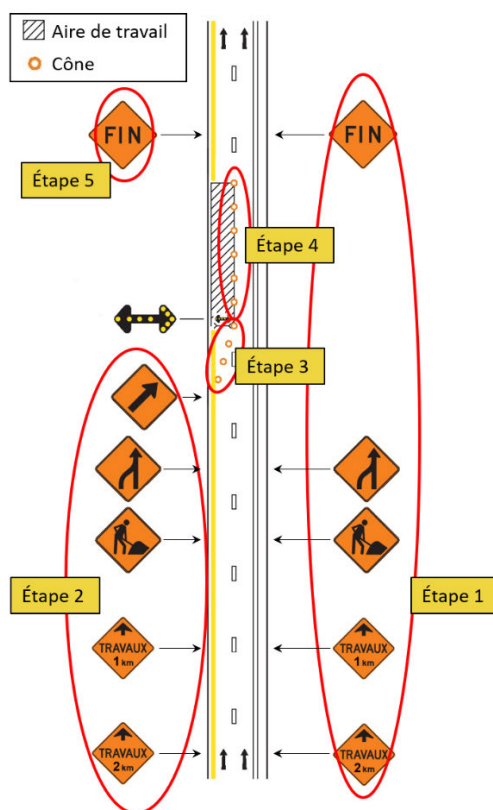 Aire de travail
Cône
FIN
FIN
Étape 5
Étape 4
Étape 3
Étape 2
Étape 1
TRAVAUX
1 km
TRAVAUX
1 km
TRAVAUX
2 km
TRAVAUX
2 km